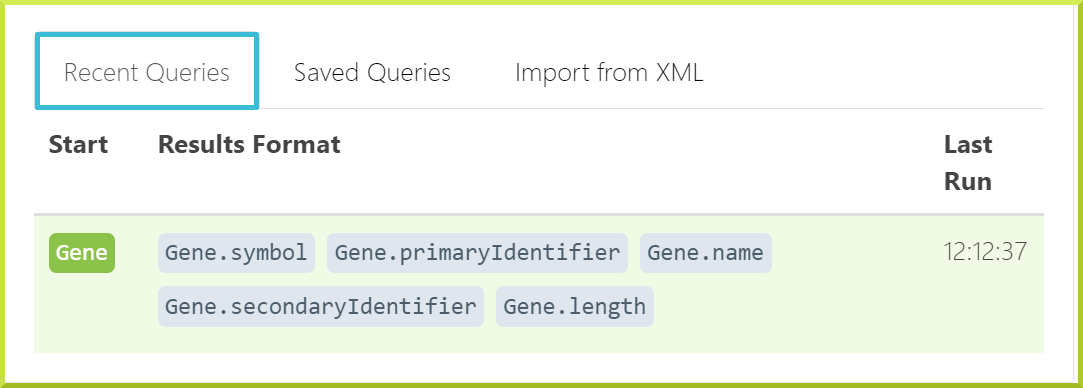 Recent Queries Saved Queries Import from XML
Start Results Format Last Run
Gene Gene.symbol Gene.primaryIdentifier Gene.name 12:12:37
Gene.secondaryIdentifier Gene.length